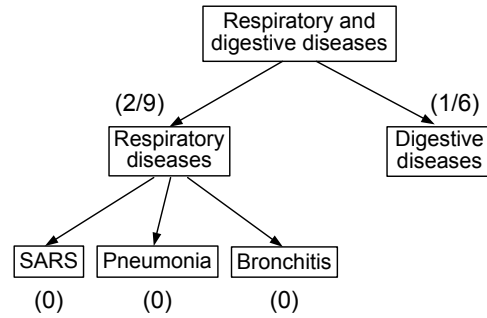 Respiratory and
digestive diseases
(2/9)
(1/6)
Respiratory
diseases
Digestive
diseases
SARS
Pneumonia
Bronchitis
(0)
(0)
(0)